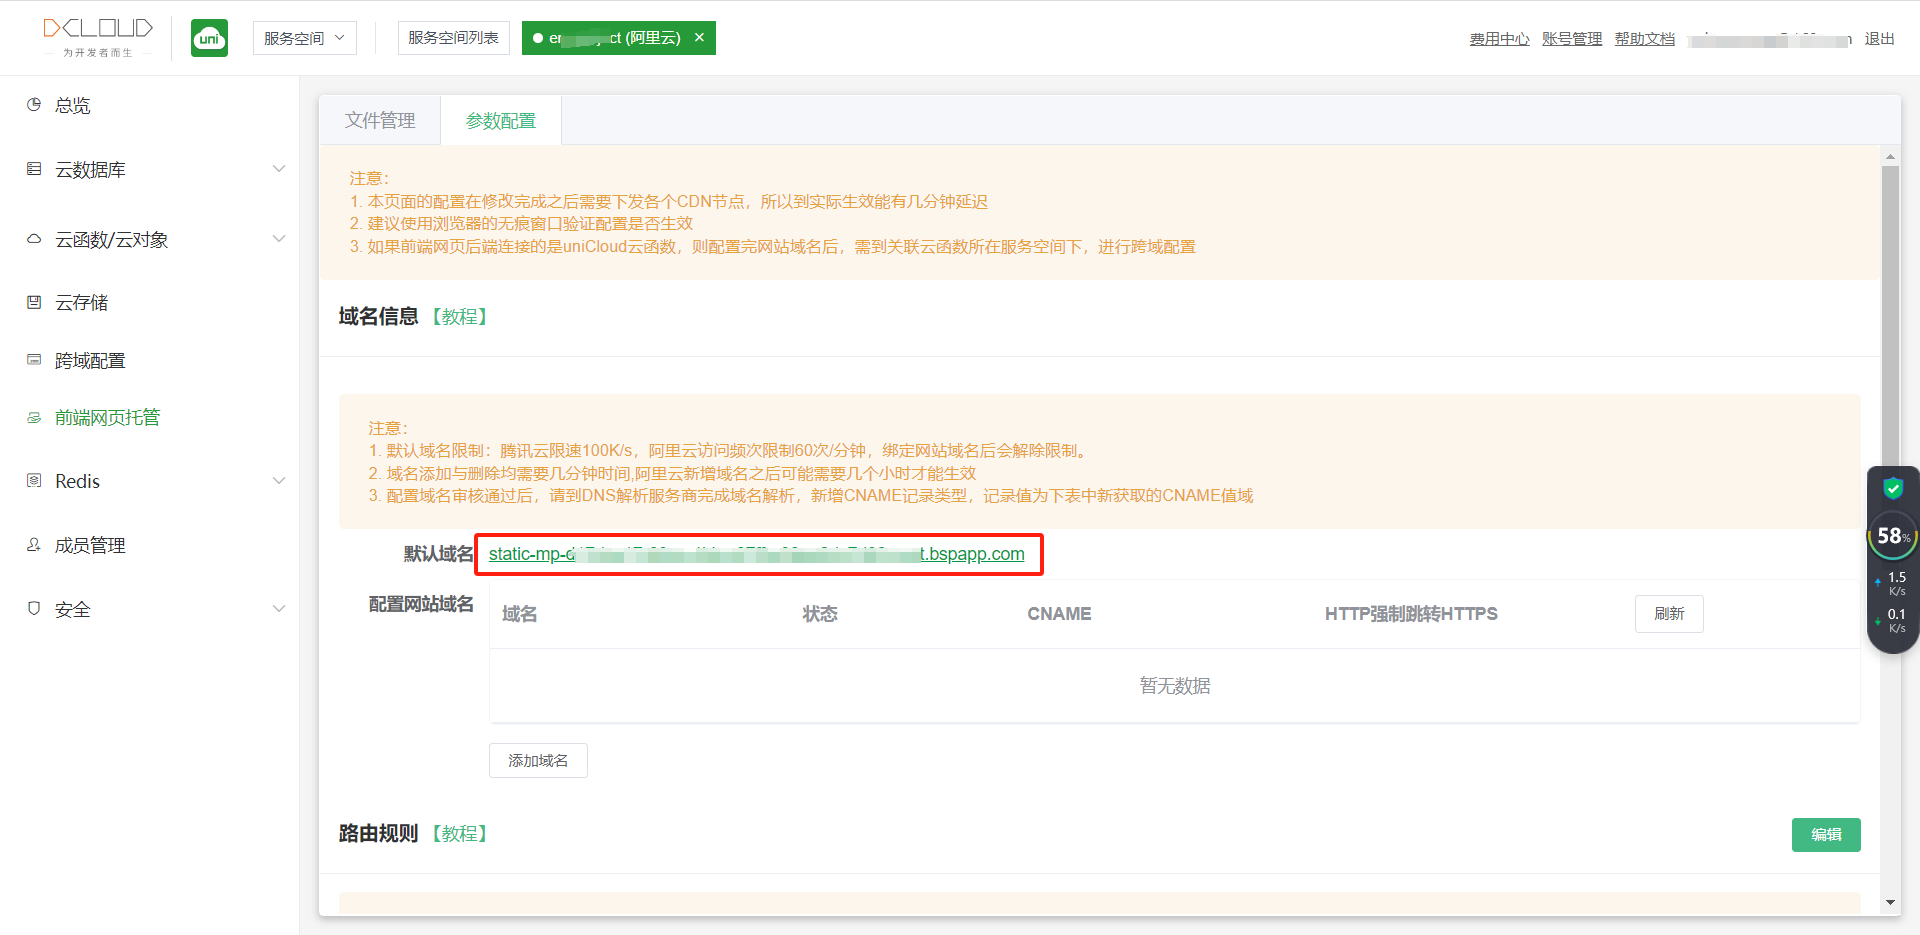 DCLOUD
为开发者而生
uni
服务空间
服务空间列表
ct (阿里云) ×
费用中心 账号管理 帮助文档 退出
总览
云数据库
云函数/云对象
云存储
跨域配置
前端网页托管
Redis
成员管理
安全
文件管理 参数配置
注意：
1. 本页面的配置在修改完成之后需要下发各个CDN节点，所以到实际生效能有几分钟延迟
2. 建议使用浏览器的无痕窗口验证配置是否生效
3. 如果前端网页后端连接的是uniCloud云函数，则配置完网站域名后，需到关联云函数所在服务空间下，进行跨域配置
域名信息 【教程】
注意：
1. 默认域名限制：腾讯云限速100K/s，阿里云访问频次限制60次/分钟，绑定网站域名后会解除限制。
2. 域名添加与删除均需要几分钟时间,阿里云新增域名之后可能需要几个小时才能生效
3. 配置域名审核通过后，请到DNS解析服务商完成域名解析，新增CNAME记录类型，记录值为下表中新获取的CNAME值域
默认域名 static-mp- .bspapp.com
配置网站域名 域名 状态 CNAME HTTP强制跳转HTTPS 刷新
暂无数据
添加域名
路由规则 【教程】 编辑
58%
1.5
K/s
0.1
K/s